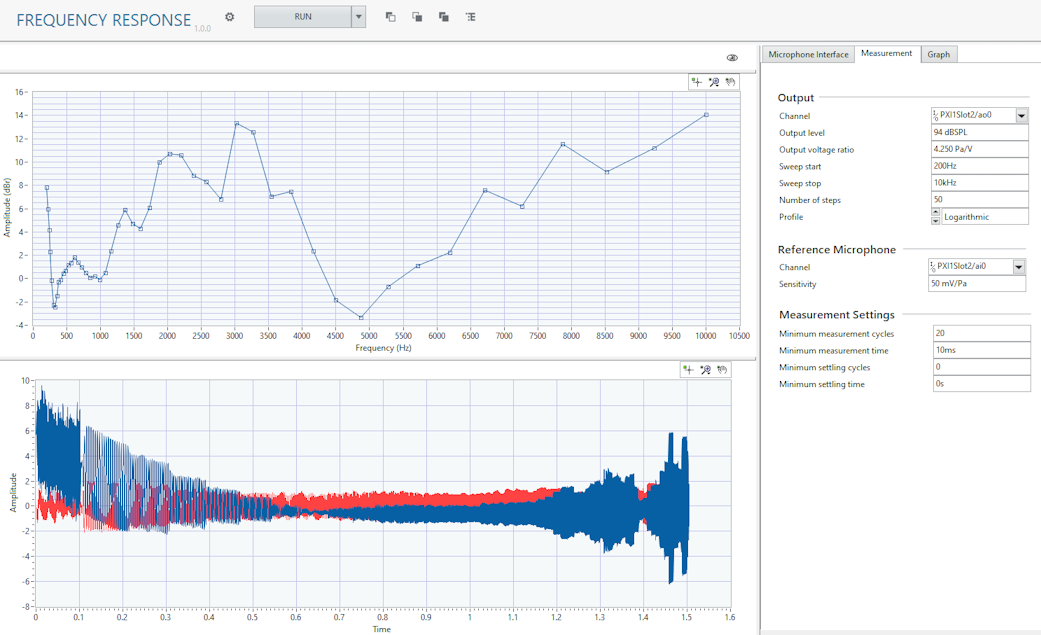 FREQUENCY RESPONSE 1.0.0
RUN
Microphone Interface Measurement Graph
16
14
12
10
8
6
4
2
0
-2
-4
Amplitude (dBr)
0 500 1000 1500 2000 2500 3000 3500 4000 4500 5000 5500 6000 6500 7000 7500 8000 8500 9000 9500 10000 10500
Frequency (Hz)
10
8
6
4
2
0
-2
-4
-6
-8
Amplitude
0 0.1 0.2 0.3 0.4 0.5 0.6 0.7 0.8 0.9 1 1.1 1.2 1.3 1.4 1.5 1.6
Time
Output
Channel PXI1Slot2/ao0
Output level 94 dBSPL
Output voltage ratio 4.250 Pa/V
Sweep start 200Hz
Sweep stop 10kHz
Number of steps 50
Profile Logarithmic
Reference Microphone
Channel PXI1Slot2/ai0
Sensitivity 50 mV/Pa
Measurement Settings
Minimum measurement cycles 20
Minimum measurement time 10ms
Minimum settling cycles 0
Minimum settling time 0s